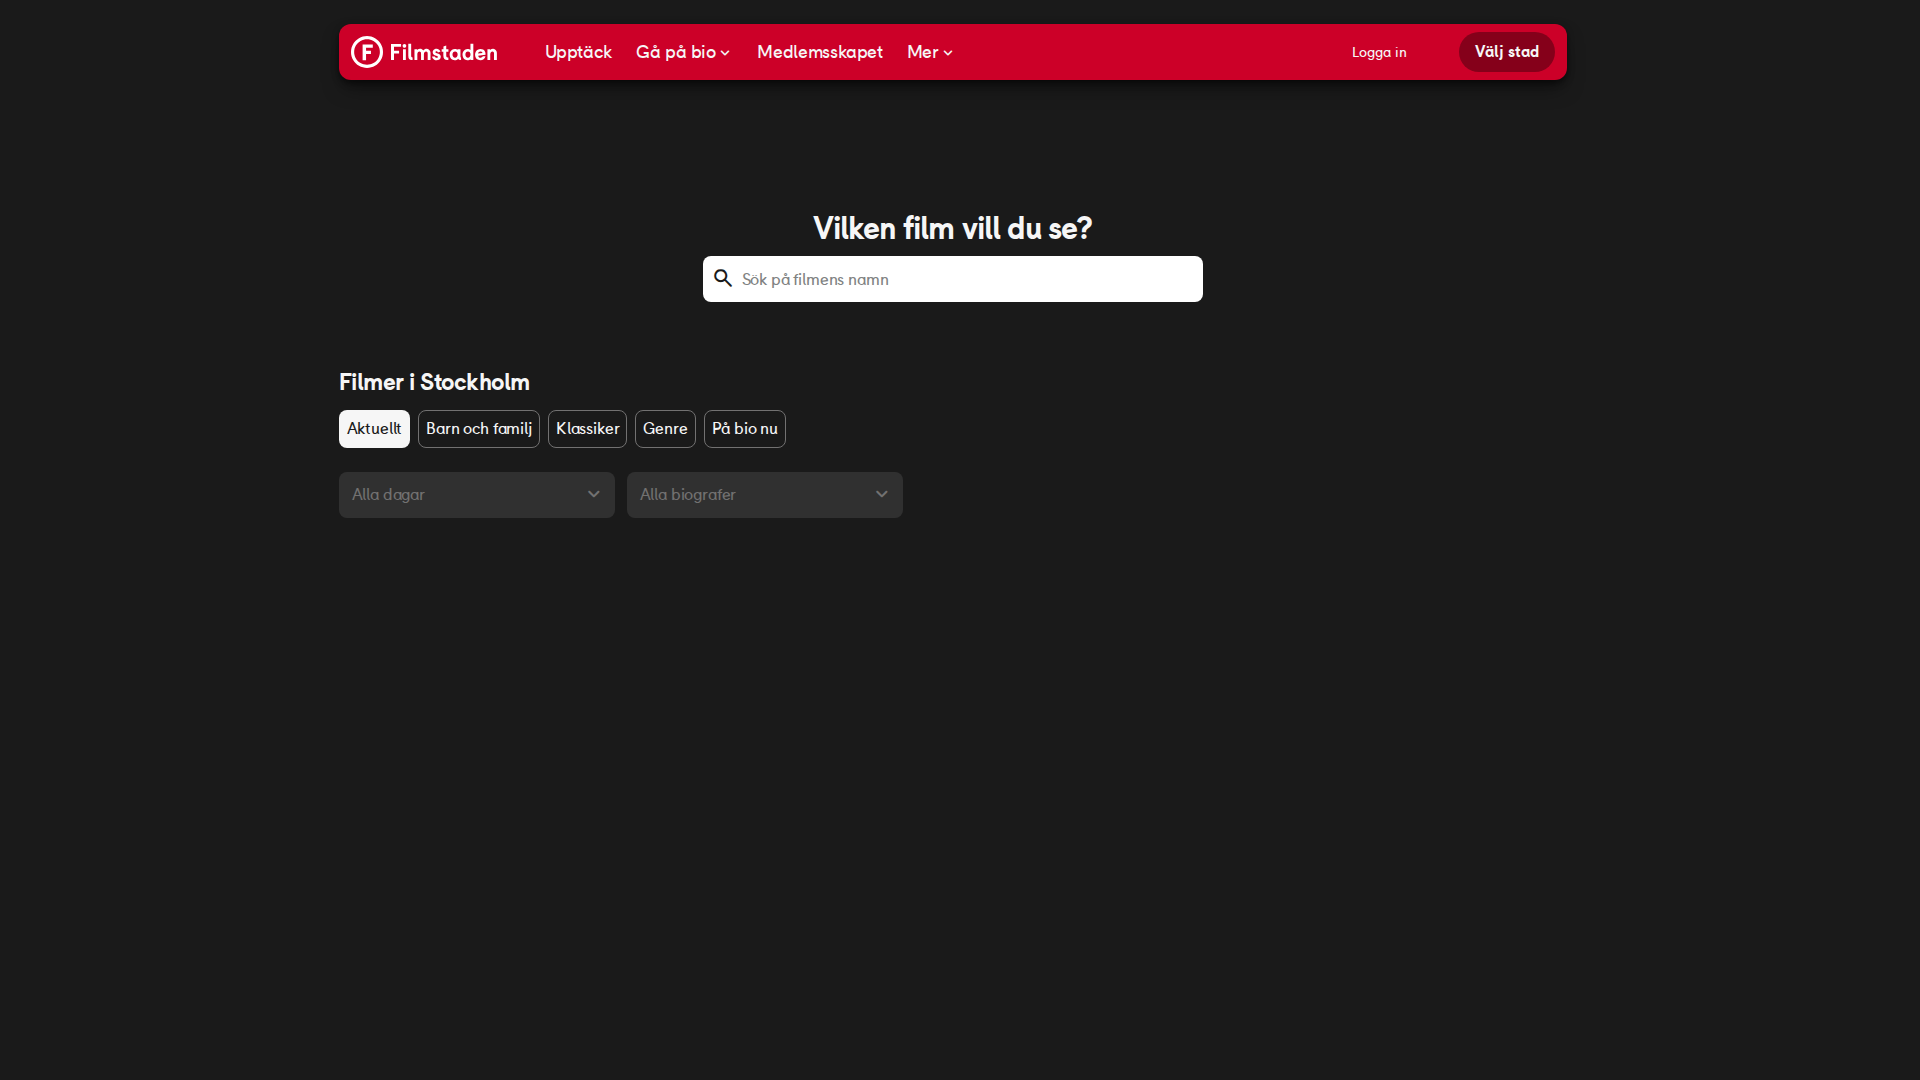 Filmstaden
Upptäck
Gå på bio
Medlemsskapet
Mer
Logga in
Välj stad
Vilken film vill du se?
Sök på filmens namn
Filmer i Stockholm
Aktuellt
Barn och familj
Klassiker
Genre
På bio nu
Alla dagar
Alla biografer